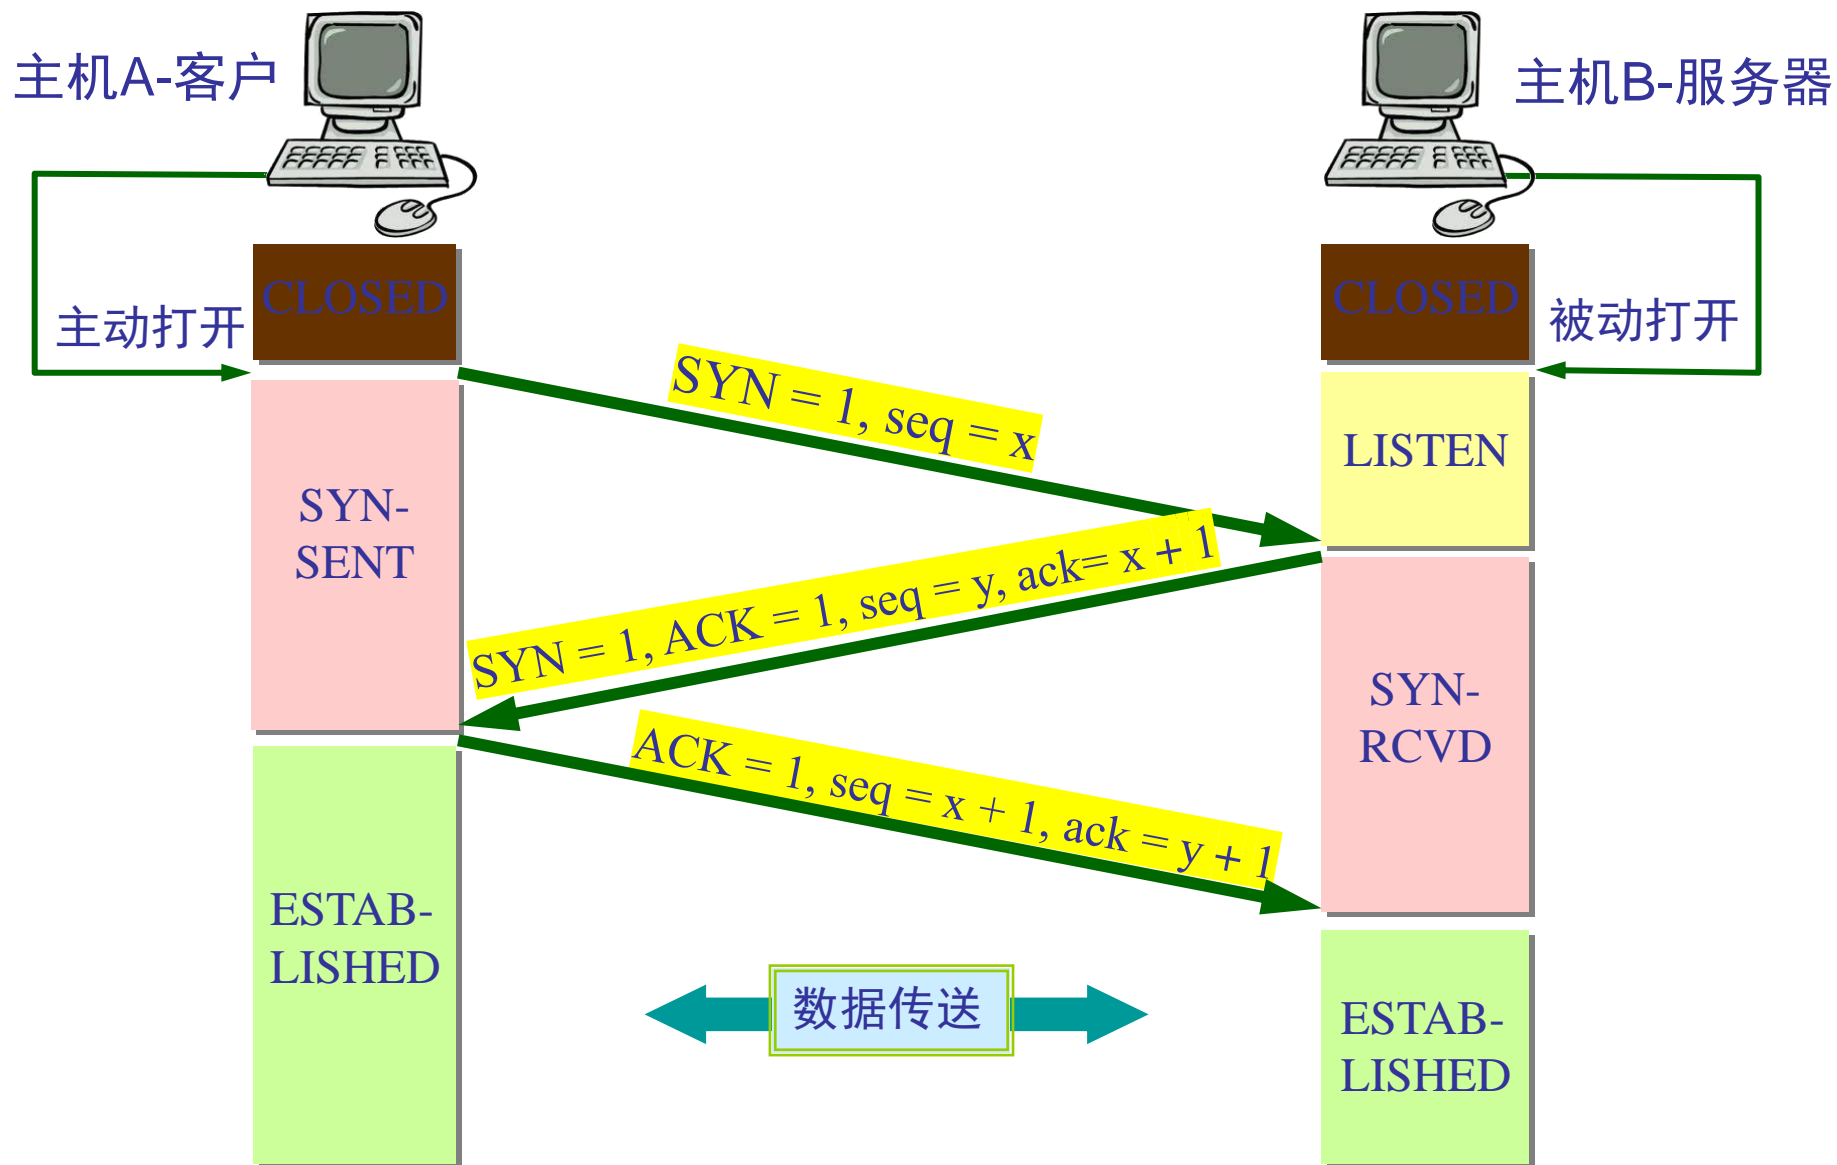 主机A-客户
主机B-服务器
CLOSED
CLOSED
主动打开
被动打开
SYN = 1, seq = x
LISTEN
SYN-
SENT
SYN = 1, ACK = 1, seq = y, ack= x + 1
SYN-
RCVD
ACK = 1, seq = x + 1, ack = y + 1
ESTAB-
LISHED
数据传送
ESTAB-
LISHED